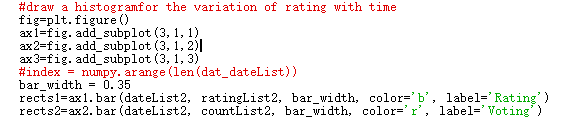 #draw a histogramfor the variation of rating with time
fig=plt.figure()
ax1=fig.add_subplot(3,1,1)
ax2=fig.add_subplot(3,1,2)
ax3=fig.add_subplot(3,1,3)
#index = numpy.arange(len(dat_dateList))
bar_width = 0.35
rects1=ax1.bar(dateList2, ratingList2, bar_width, color='b', label='Rating')
rects2=ax2.bar(dateList2, countList2, bar_width, color='r', label='Voting')